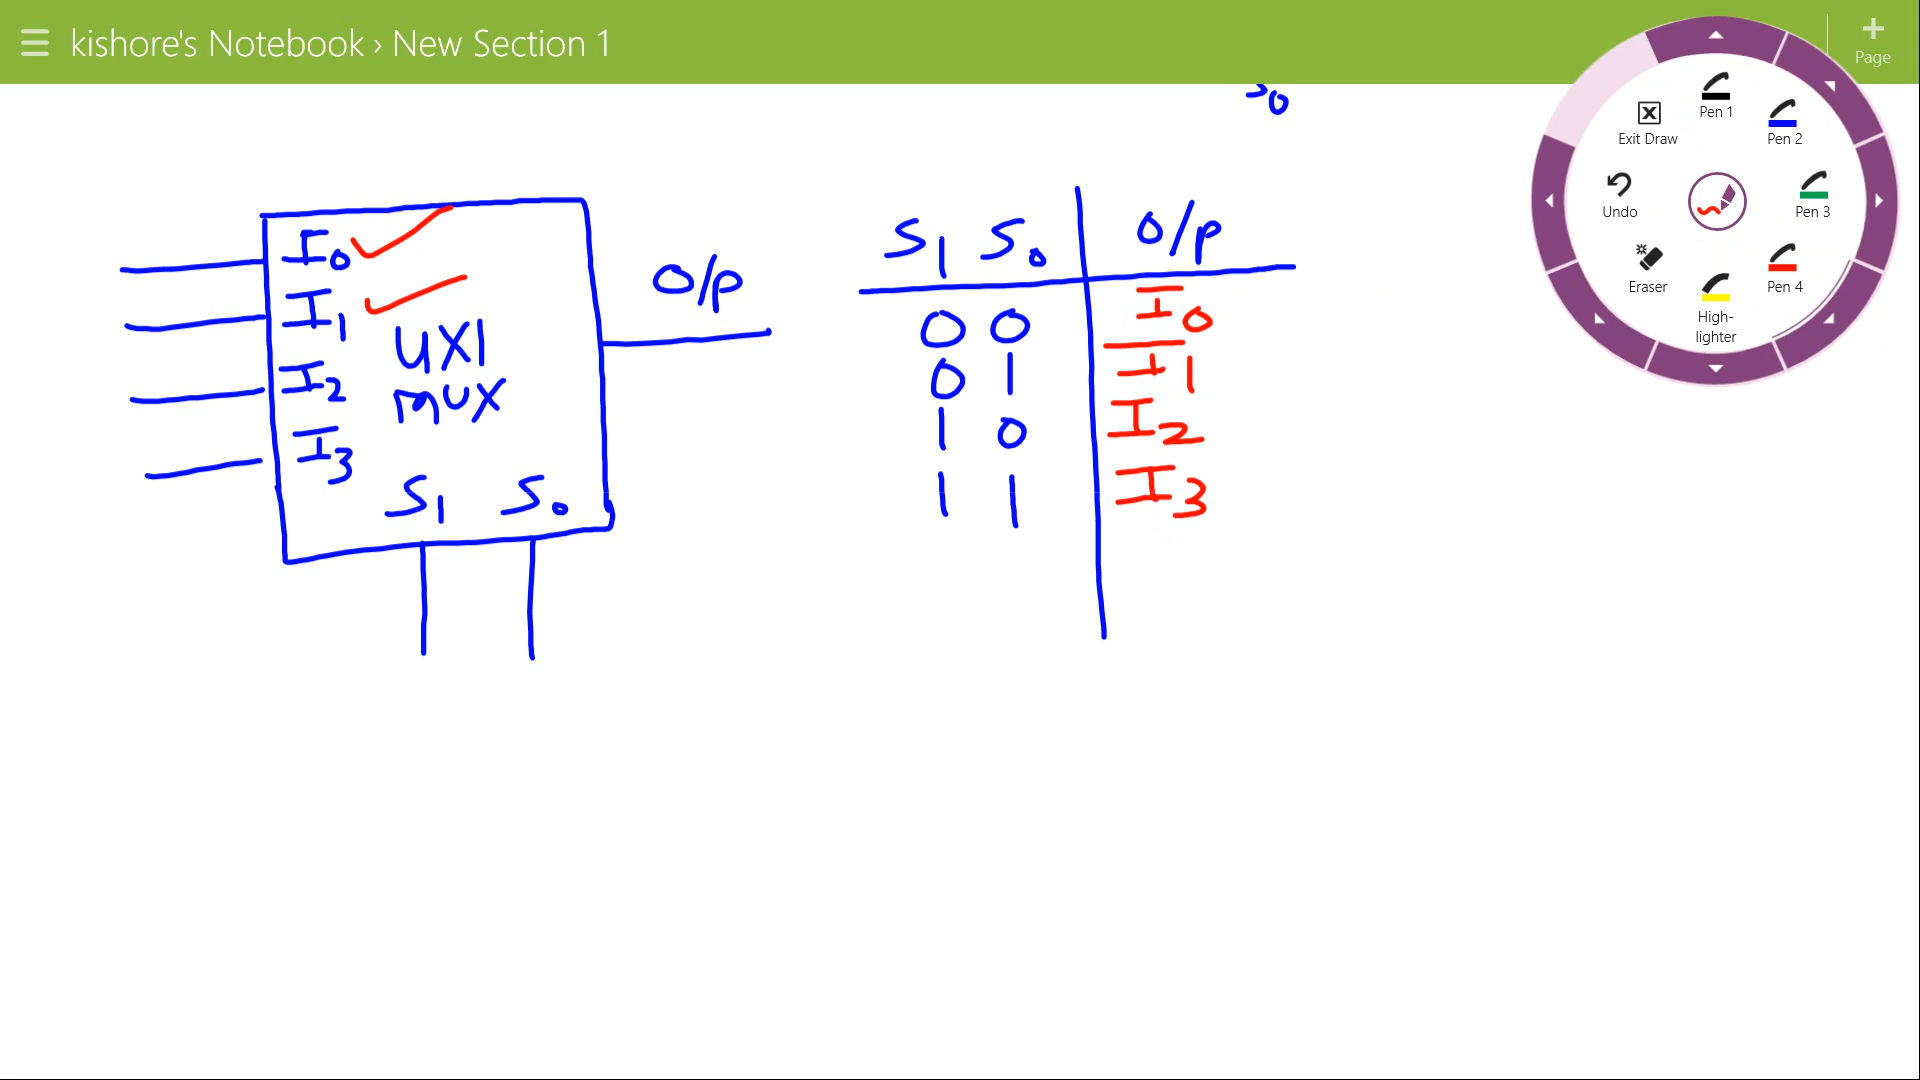 kishore's Notebook › New Section 1
Page
S0
Pen 1
Pen 2
Exit Draw
Undo
Pen 3
Eraser
Pen 4
High-
lighter
I0
I1
I2
I3
4X1
MUX
S1 S0
O/P
S1 S0 O/P
0 0 I0
0 1 I1
1 0 I2
1 1 I3